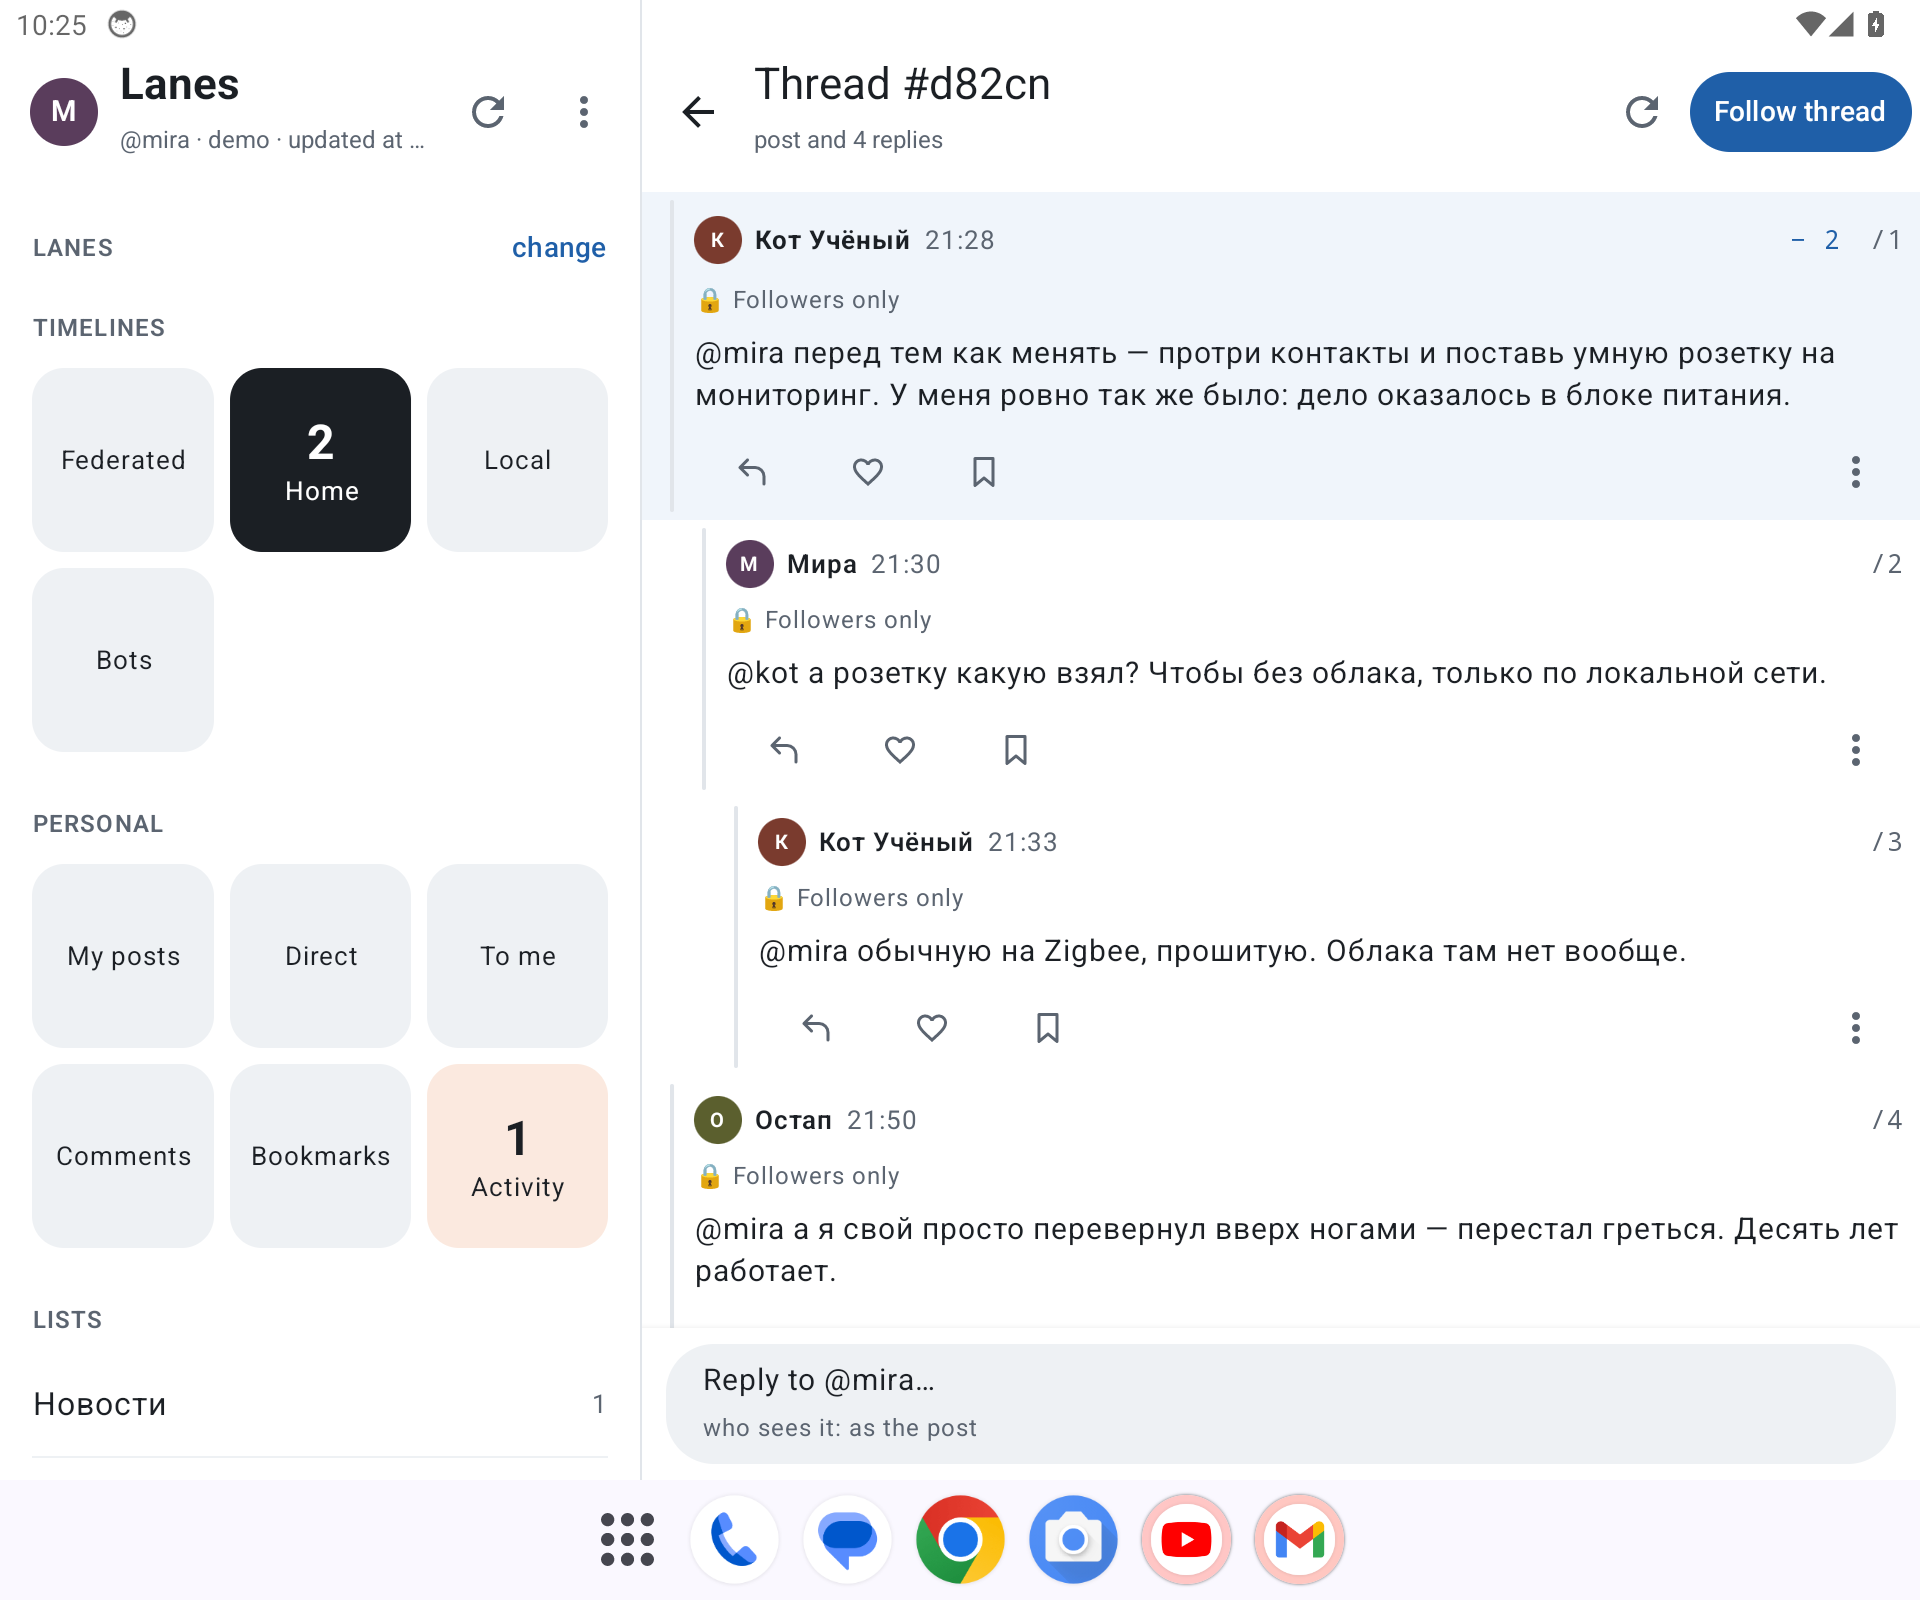 10:25
M
Lanes
@mira · demo · updated at …
LANES
change
TIMELINES
Federated
2
Home
Local
Bots
PERSONAL
My posts
Direct
To me
Comments
Bookmarks
1
Activity
LISTS
Новости
1
Thread #d82cn
post and 4 replies
Follow thread
К
Кот Учёный 21:28
− 2 /1
🔒 Followers only
@mira перед тем как менять — протри контакты и поставь умную розетку на
мониторинг. У меня ровно так же было: дело оказалось в блоке питания.
М
Мира 21:30
/2
🔒 Followers only
@kot а розетку какую взял? Чтобы без облака, только по локальной сети.
К
Кот Учёный 21:33
/3
🔒 Followers only
@mira обычную на Zigbee, прошитую. Облака там нет вообще.
О
Остап 21:50
/4
🔒 Followers only
@mira а я свой просто перевернул вверх ногами — перестал греться. Десять лет
работает.
Reply to @mira…
who sees it: as the post